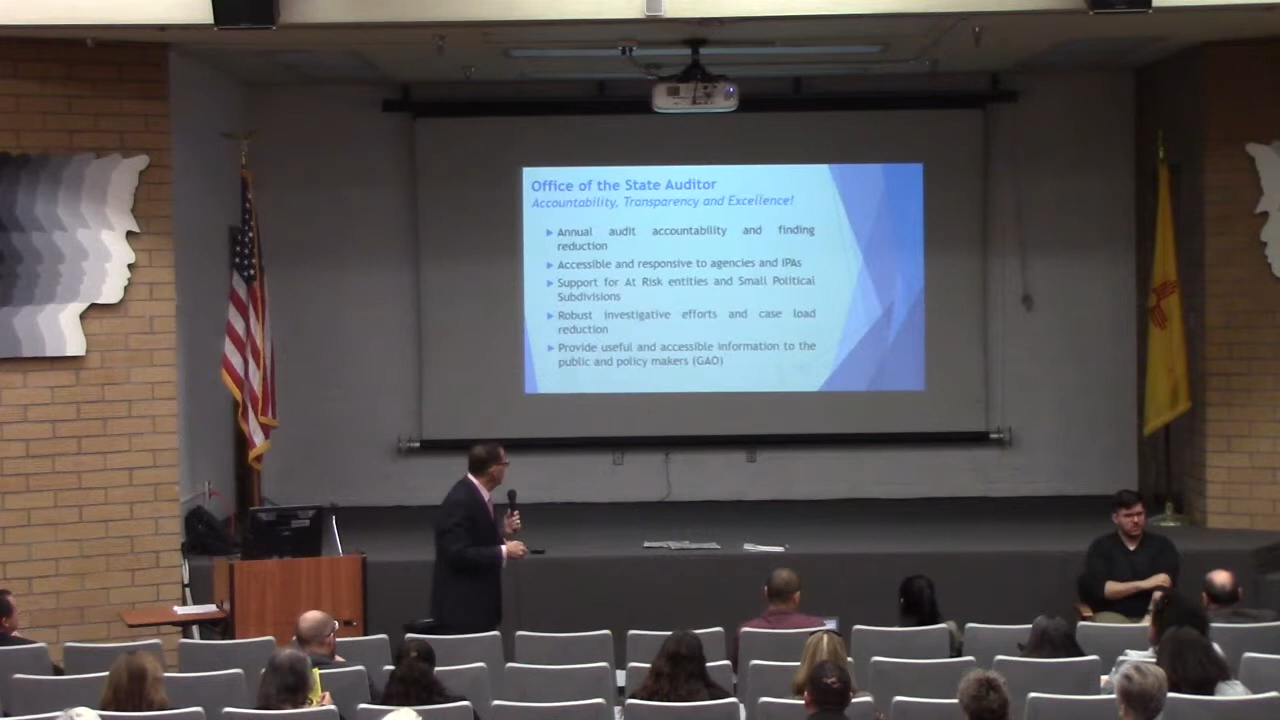 Office of the State Auditor
Accountability, Transparency and Excellence!
Annual audit accountability and finding
reduction
Accessible and responsive to agencies and IPAs
Support for At Risk entities and Small Political
Subdivisions
Robust investigative efforts and case load
reduction
Provide useful and accessible information to the
public and policy makers (GAO)